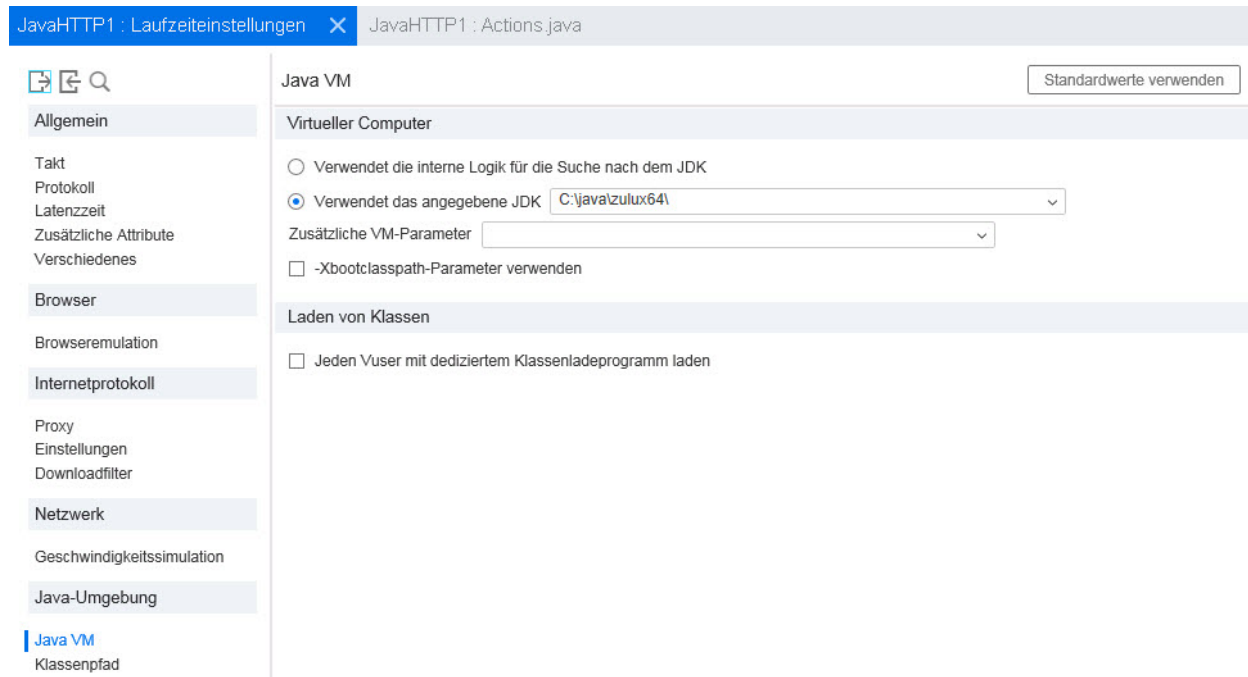 JavaHTTP1 : Laufzeiteinstellungen
JavaHTTP1 : Actions.java
Allgemein
Takt
Protokoll
Latenzzeit
Zusätzliche Attribute
Verschiedenes
Browser
Browseremulation
Internetprotokoll
Proxy
Einstellungen
Downloadfilter
Netzwerk
Geschwindigkeitssimulation
Java-Umgebung
Java VM
Klassenpfad
Java VM
Standardwerte verwenden
Virtueller Computer
Verwendet die interne Logik für die Suche nach dem JDK
Verwendet das angegebene JDK C:\java\zulux64\
Zusätzliche VM-Parameter
-Xbootclasspath-Parameter verwenden
Laden von Klassen
Jeden Vuser mit dediziertem Klassenladeprogramm laden